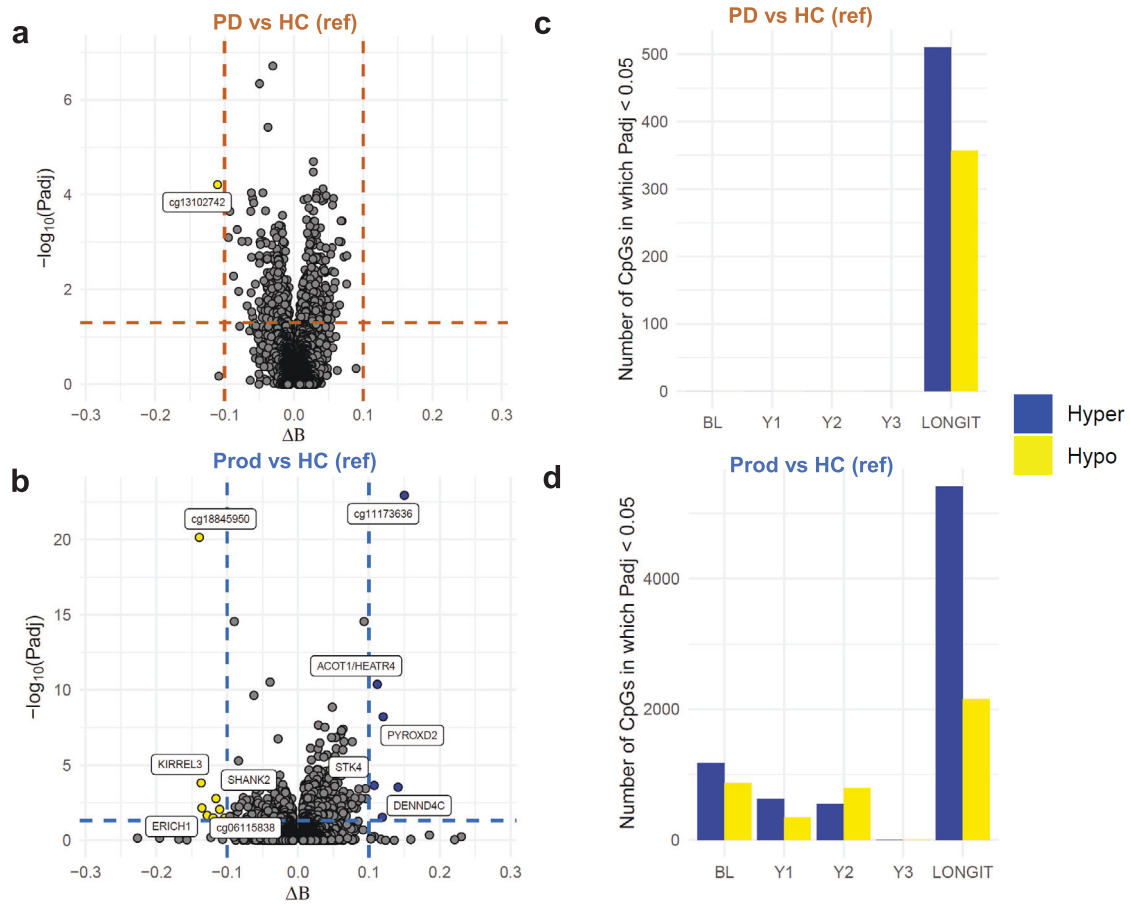 a
PD vs HC (ref)
−log10(Padj)
6
4
2
0
cg13102742
−0.3
−0.2
−0.1
0.0
0.1
0.2
0.3
ΔB
b
Prod vs HC (ref)
−log10(Padj)
20
15
10
5
0
cg18845950
cg11173636
ACOT1/HEATR4
PYROXD2
KIRREL3
SHANK2
STK4
DENND4C
ERICH1
cg06115838
−0.3
−0.2
−0.1
0.0
0.1
0.2
0.3
ΔB
c
PD vs HC (ref)
Number of CpGs in which Padj < 0.05
500
400
300
200
100
0
BL
Y1
Y2
Y3
LONGIT
Hyper
Hypo
d
Prod vs HC (ref)
Number of CpGs in which Padj < 0.05
4000
2000
0
BL
Y1
Y2
Y3
LONGIT